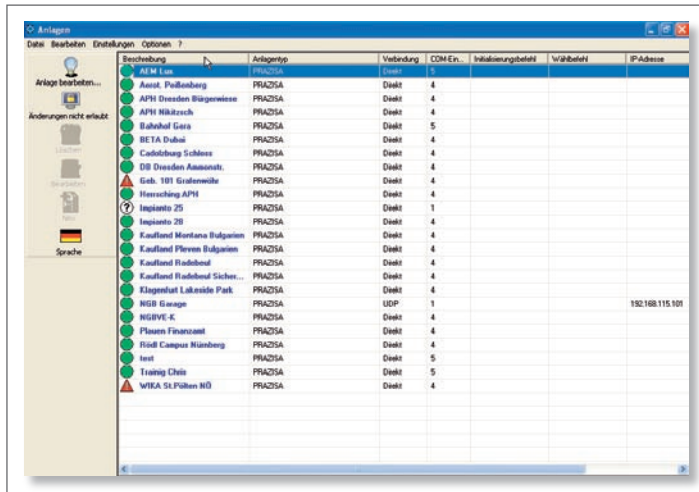 Anlagen
Datei Bearbeiten Einstellungen Optionen ?
Anlage bearbeiten...
Änderungen nicht erlaubt
Löschen
Bearbeiten
Neu
Sprache
Beschreibung Anlagentyp Verbindung COM-Ein... Initialisierungsbefehl Wählbefehl IP-Adresse
AEM Lux PRAZISA Direkt 5
Aerot. Peißenberg PRAZISA Direkt 4
APH Dresden Bürgerwiese PRAZISA Direkt 4
APH Nikitzsch PRAZISA Direkt 4
Bahnhof Gera PRAZISA Direkt 5
BETA Dubai PRAZISA Direkt 4
Cadolzburg Schloss PRAZISA Direkt 4
DB Dresden Ammonstr. PRAZISA Direkt 4
Geb. 101 Grafenwöhr PRAZISA Direkt 4
Herrsching APH PRAZISA Direkt 4
? Impianto 25 PRAZISA Direkt 1
Impianto 28 PRAZISA Direkt 4
Kaufland Montana Bulgarien PRAZISA Direkt 4
Kaufland Pleven Bulgarien PRAZISA Direkt 4
Kaufland Radebeul PRAZISA Direkt 4
Kaufland Radebeul Sicher... PRAZISA Direkt 4
Klagenfurt Lakeside Park PRAZISA Direkt 4
NGB Garage PRAZISA UDP 1 192.168.115.101
NGBVE-K PRAZISA Direkt 4
Plauen Finanzamt PRAZISA Direkt 4
Rödl Campus Nürnberg PRAZISA Direkt 4
test PRAZISA Direkt 5
Trainig Chris PRAZISA Direkt 5
WIKA St.Pölten NÖ PRAZISA Direkt 4